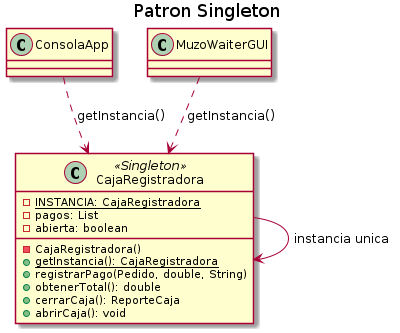 Patron Singleton
C ConsolaApp
C MuzoWaiterGUI
getInstancia()
getInstancia()
C «Singleton»
CajaRegistradora
INSTANCIA: CajaRegistradora
pagos: List
abierta: boolean
instancia unica
CajaRegistradora()
getInstancia(): CajaRegistradora
registrarPago(Pedido, double, String)
obtenerTotal(): double
cerrarCaja(): ReporteCaja
abrirCaja(): void